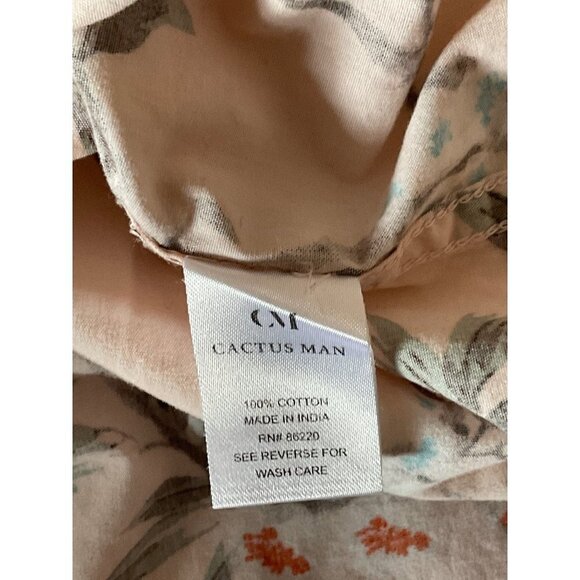 CM
CACTUS MAN
100% COTTON
MADE IN INDIA
RN# 86220
SEE REVERSE FOR
WASH CARE